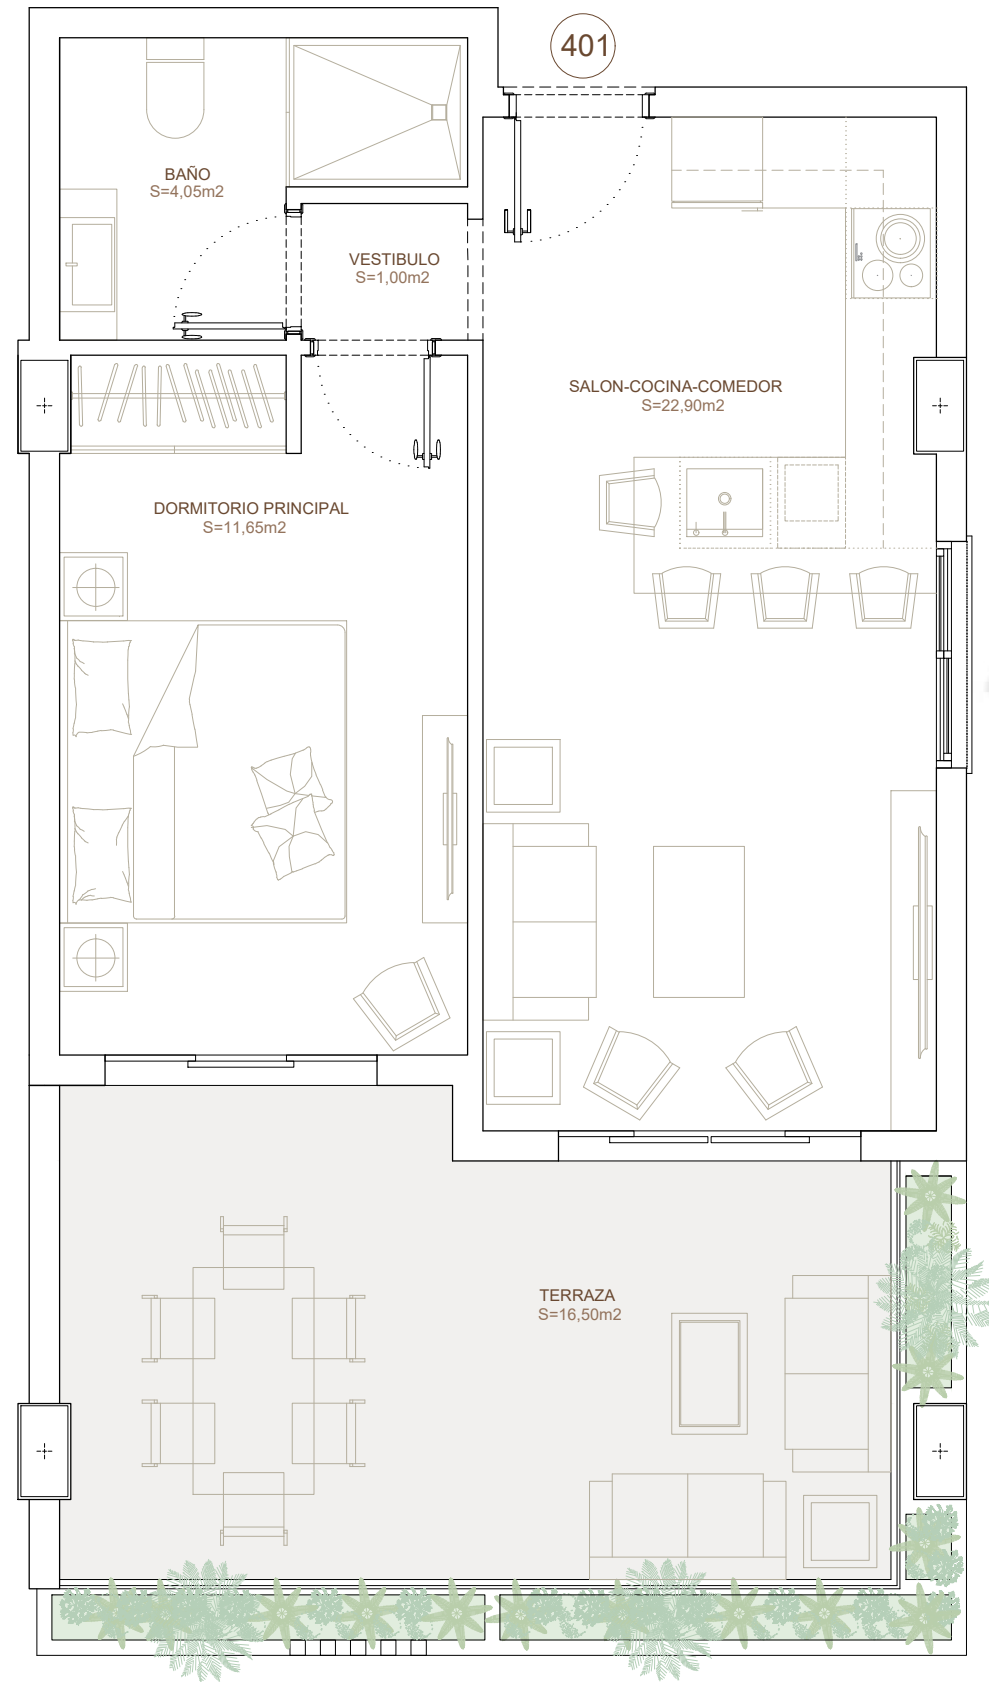 401
BAÑO
S=4,05m2
VESTIBULO
S=1,00m2
SALON-COCINA-COMEDOR
S=22,90m2
DORMITORIO PRINCIPAL
S=11,65m2
TERRAZA
S=16,50m2